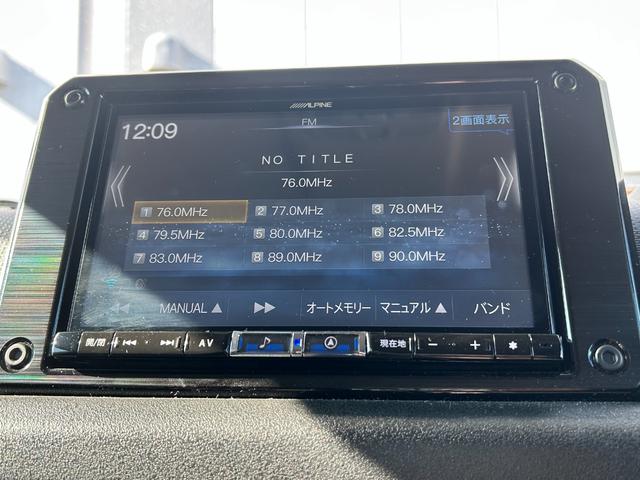 ALPINE
FM
12:09
2画面表示
NO TITLE
76.0MHz
1 76.0MHz 2 77.0MHz 3 78.0MHz
4 79.5MHz 5 80.0MHz 6 82.5MHz
7 83.0MHz 8 89.0MHz 9 90.0MHz
MANUAL ▲ オートメモリー マニュアル ▲ バンド
開/閉 AV 現在地 − + ✱